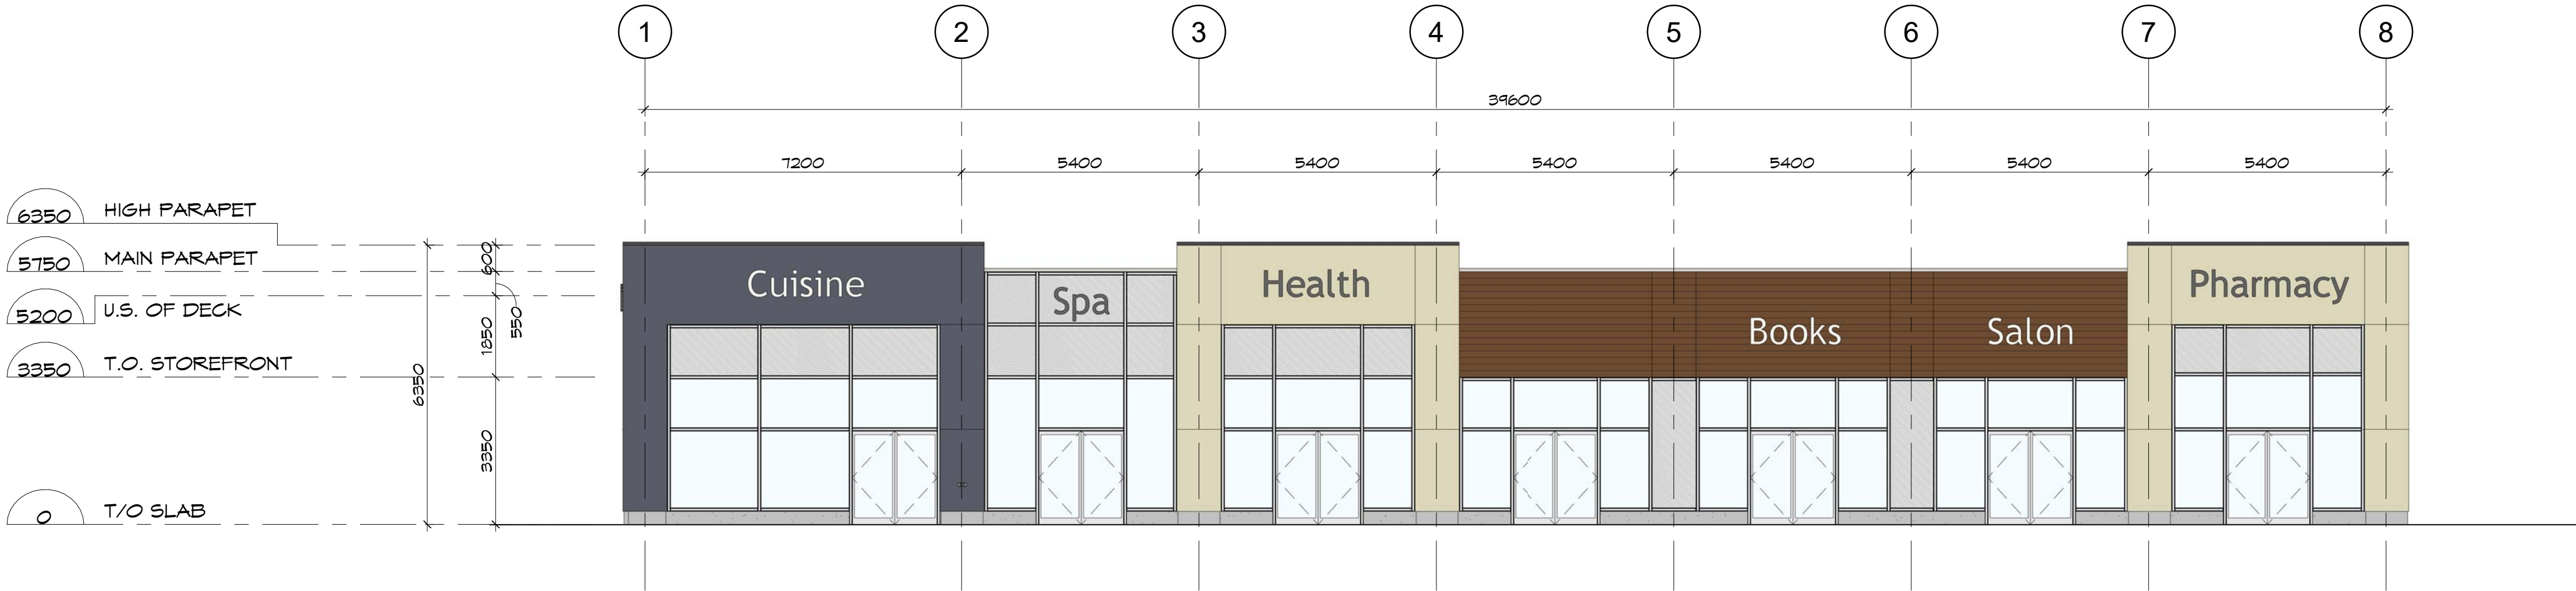 1 2 3 4 5 6 7 8
39600
7200 5400 5400 5400 5400 5400 5400
6350 HIGH PARAPET
5750 MAIN PARAPET
5200 U.S. OF DECK
3350 T.O. STOREFRONT
0 T/O SLAB
6350
600
550
1850
3350
Cuisine
Spa
Health
Books
Salon
Pharmacy